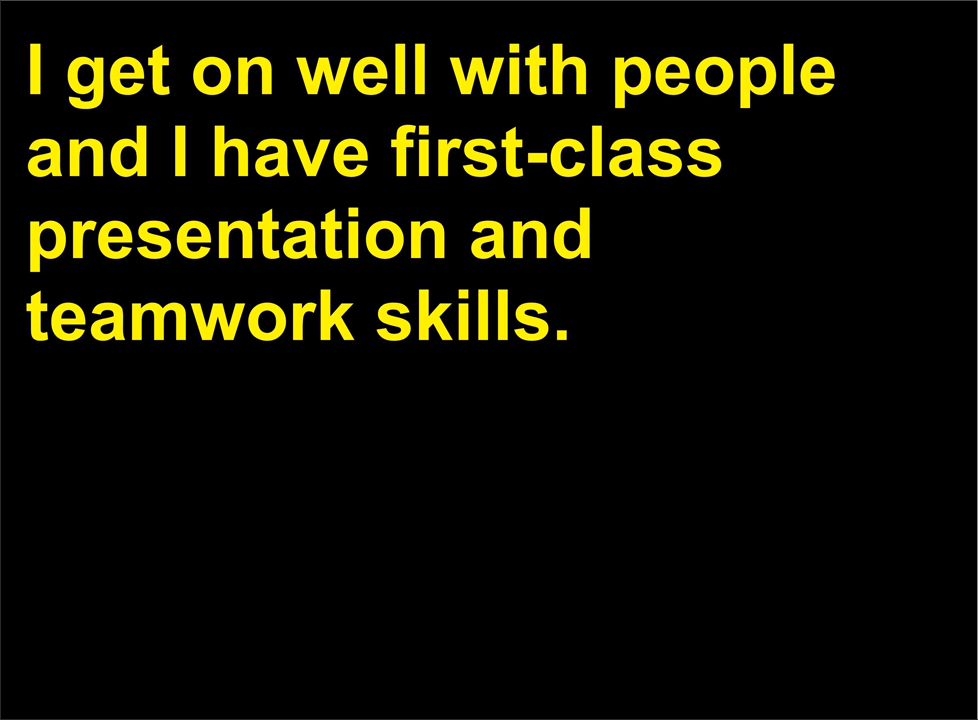 I get on well with people
and I have first-class
presentation and
teamwork skills.